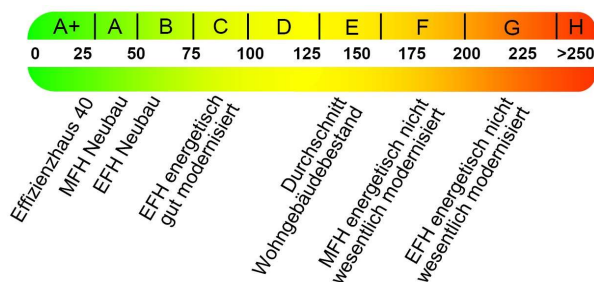 A+ A B C D E F G H
0 25 50 75 100 125 150 175 200 225 >250
Effizienzhaus 40
MFH Neubau
EFH Neubau
EFH energetisch
gut modernisiert
Durchschnitt
Wohngebäudebestand
MFH energetisch nicht
wesentlich modernisiert
EFH energetisch nicht
wesentlich modernisiert